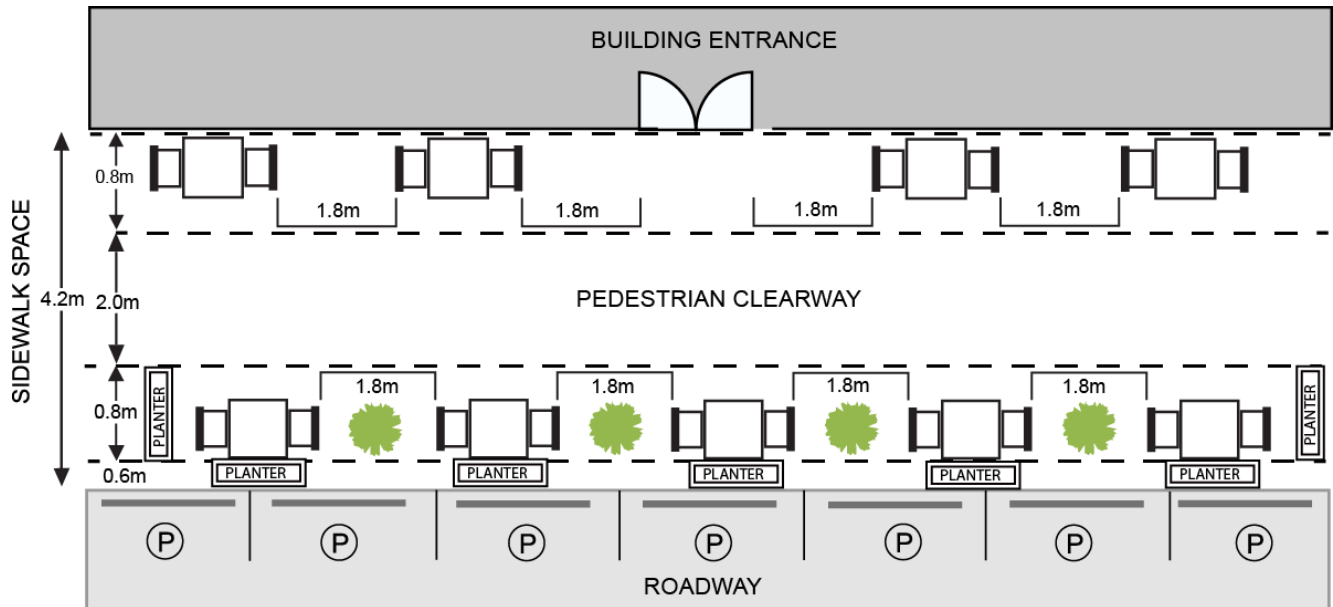 BUILDING ENTRANCE
SIDEWALK SPACE
4.2m
0.8m
1.8m
1.8m
1.8m
1.8m
2.0m
PEDESTRIAN CLEARWAY
0.8m
PLANTER
1.8m
1.8m
1.8m
1.8m
PLANTER
0.6m
PLANTER
PLANTER
PLANTER
PLANTER
PLANTER
P
P
P
P
P
P
P
ROADWAY